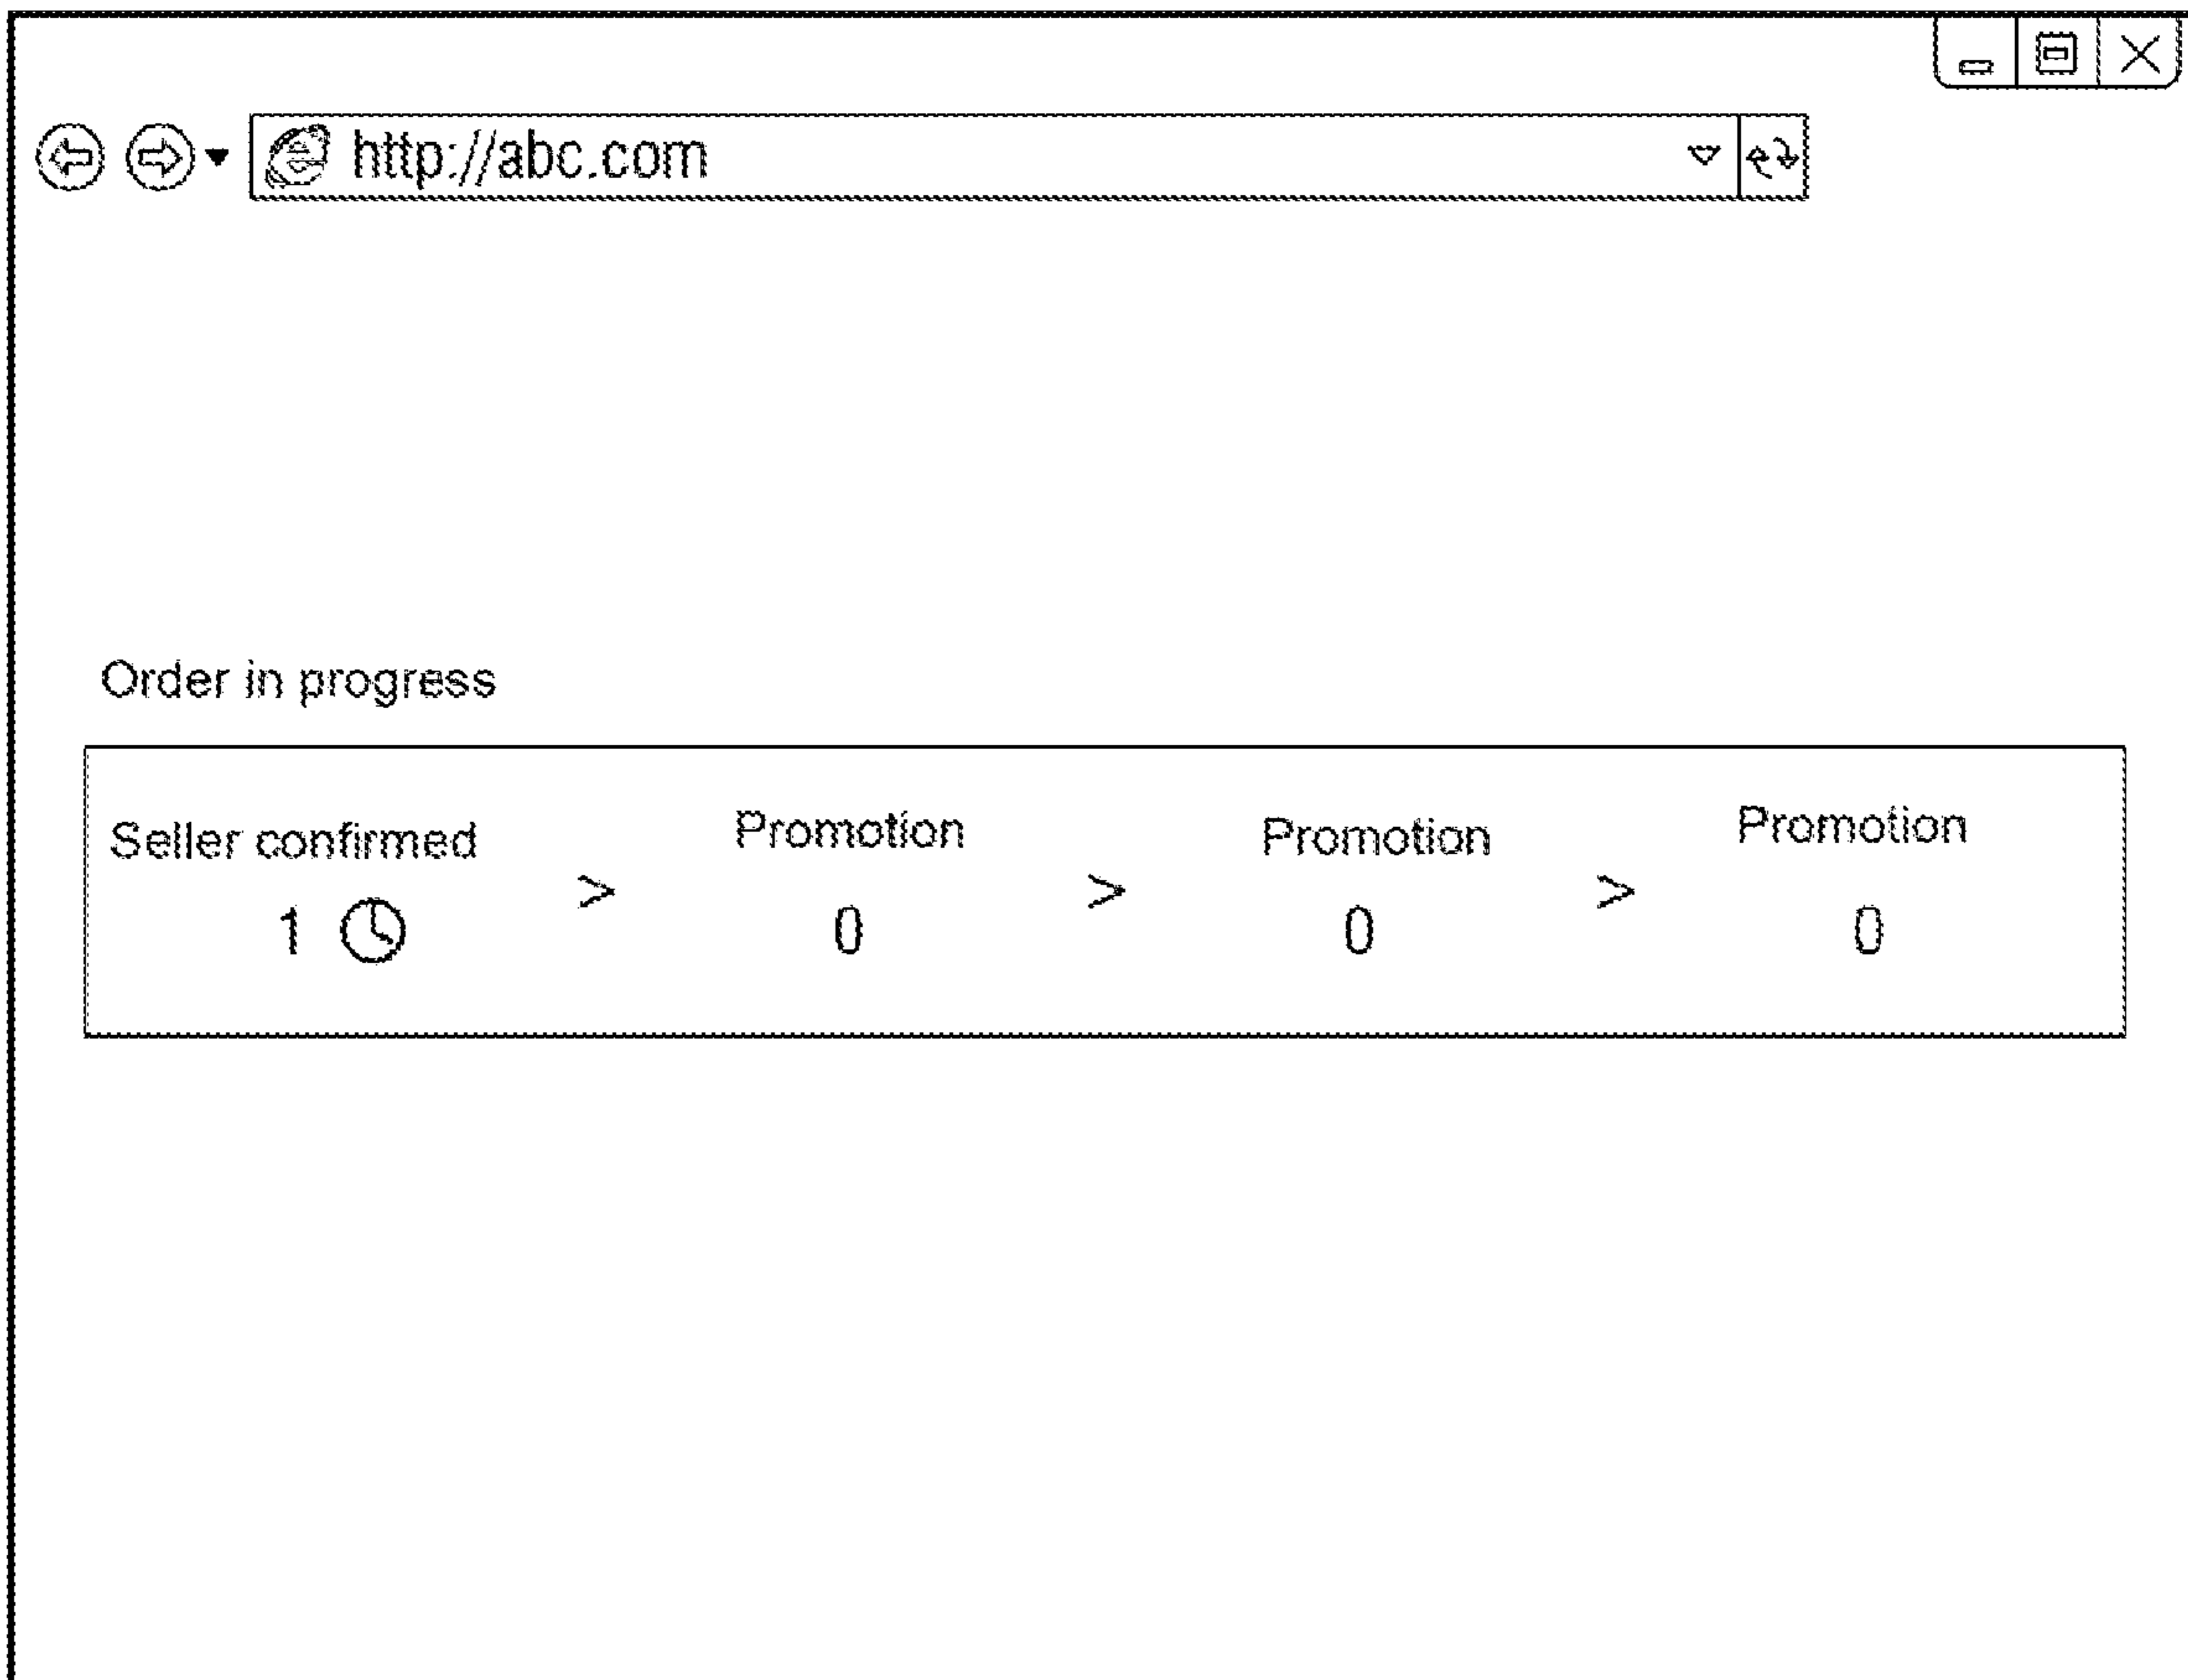 http://abc.com
Order in progress
Seller confirmed Promotion Promotion Promotion
> > >
1 0 0 0